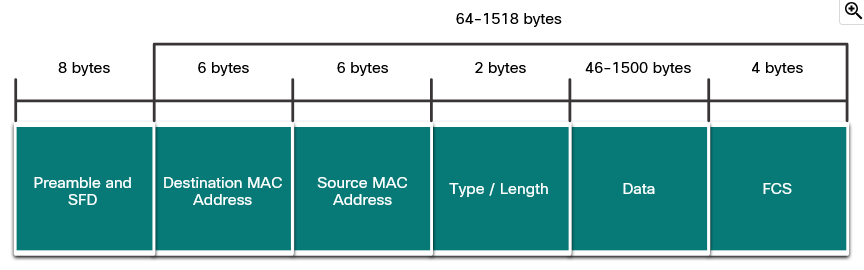 64-1518 bytes
8 bytes
6 bytes
6 bytes
2 bytes
46-1500 bytes
4 bytes
Preamble and
SFD
Destination MAC
Address
Source MAC
Address
Type / Length
Data
FCS